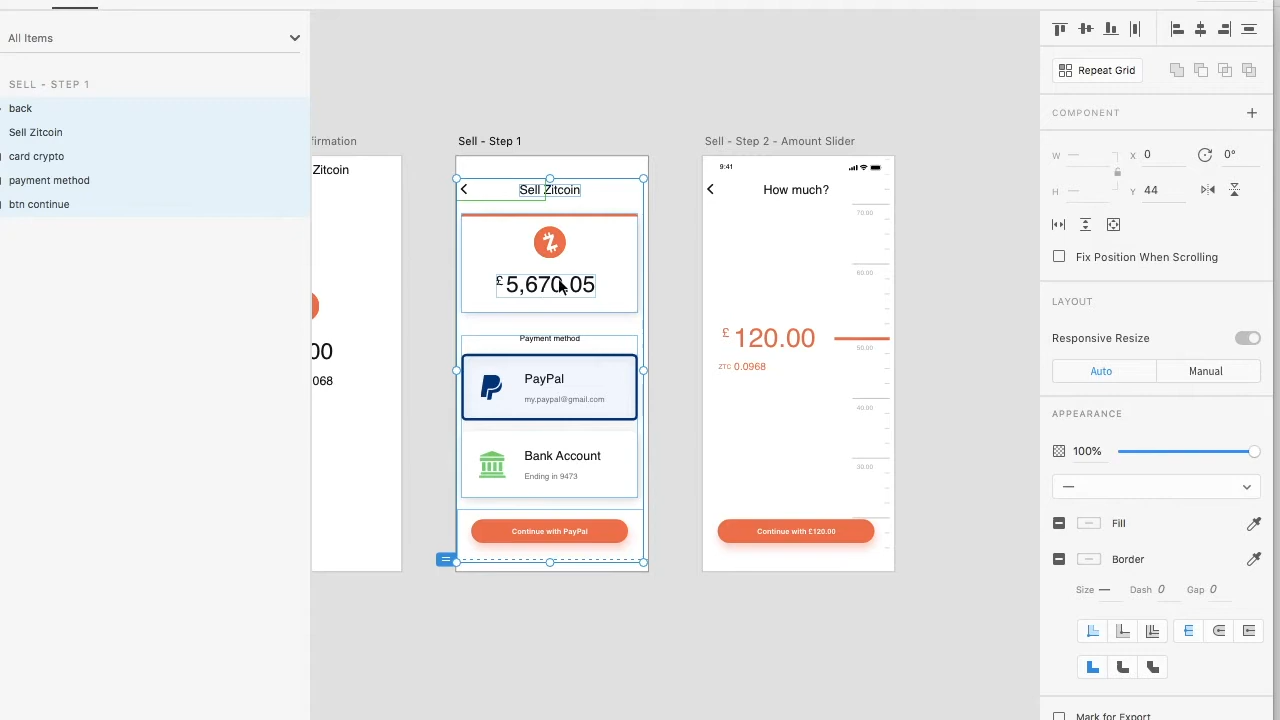 All Items
SELL - STEP 1
back
Sell Zitcoin
card crypto
payment method
btn continue
firmation
Zitcoin
00
068
Sell - Step 1
Sell Zitcoin
£ 5,670.05
Payment method
PayPal
my.paypal@gmail.com
Bank Account
Ending in 9473
Continue with PayPal
Sell - Step 2 - Amount Slider
9:41
How much?
70.00
60.00
£ 120.00
50.00
ZTC 0.0968
40.00
30.00
Continue with £120.00
Repeat Grid
COMPONENT
W — X 0 0°
H — Y 44
Fix Position When Scrolling
LAYOUT
Responsive Resize
Auto Manual
APPEARANCE
100%
—
Fill
Border
Size — Dash 0 Gap 0
Mark for Export